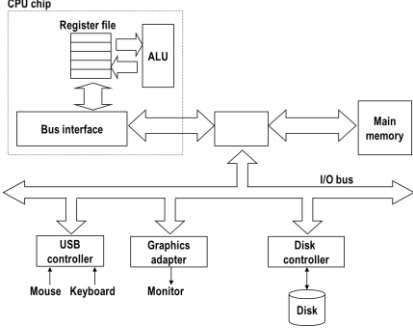 CPU chip
Register file
ALU
Bus interface
Main
memory
I/O bus
USB
controller
Graphics
adapter
Disk
controller
Mouse Keyboard
Monitor
Disk